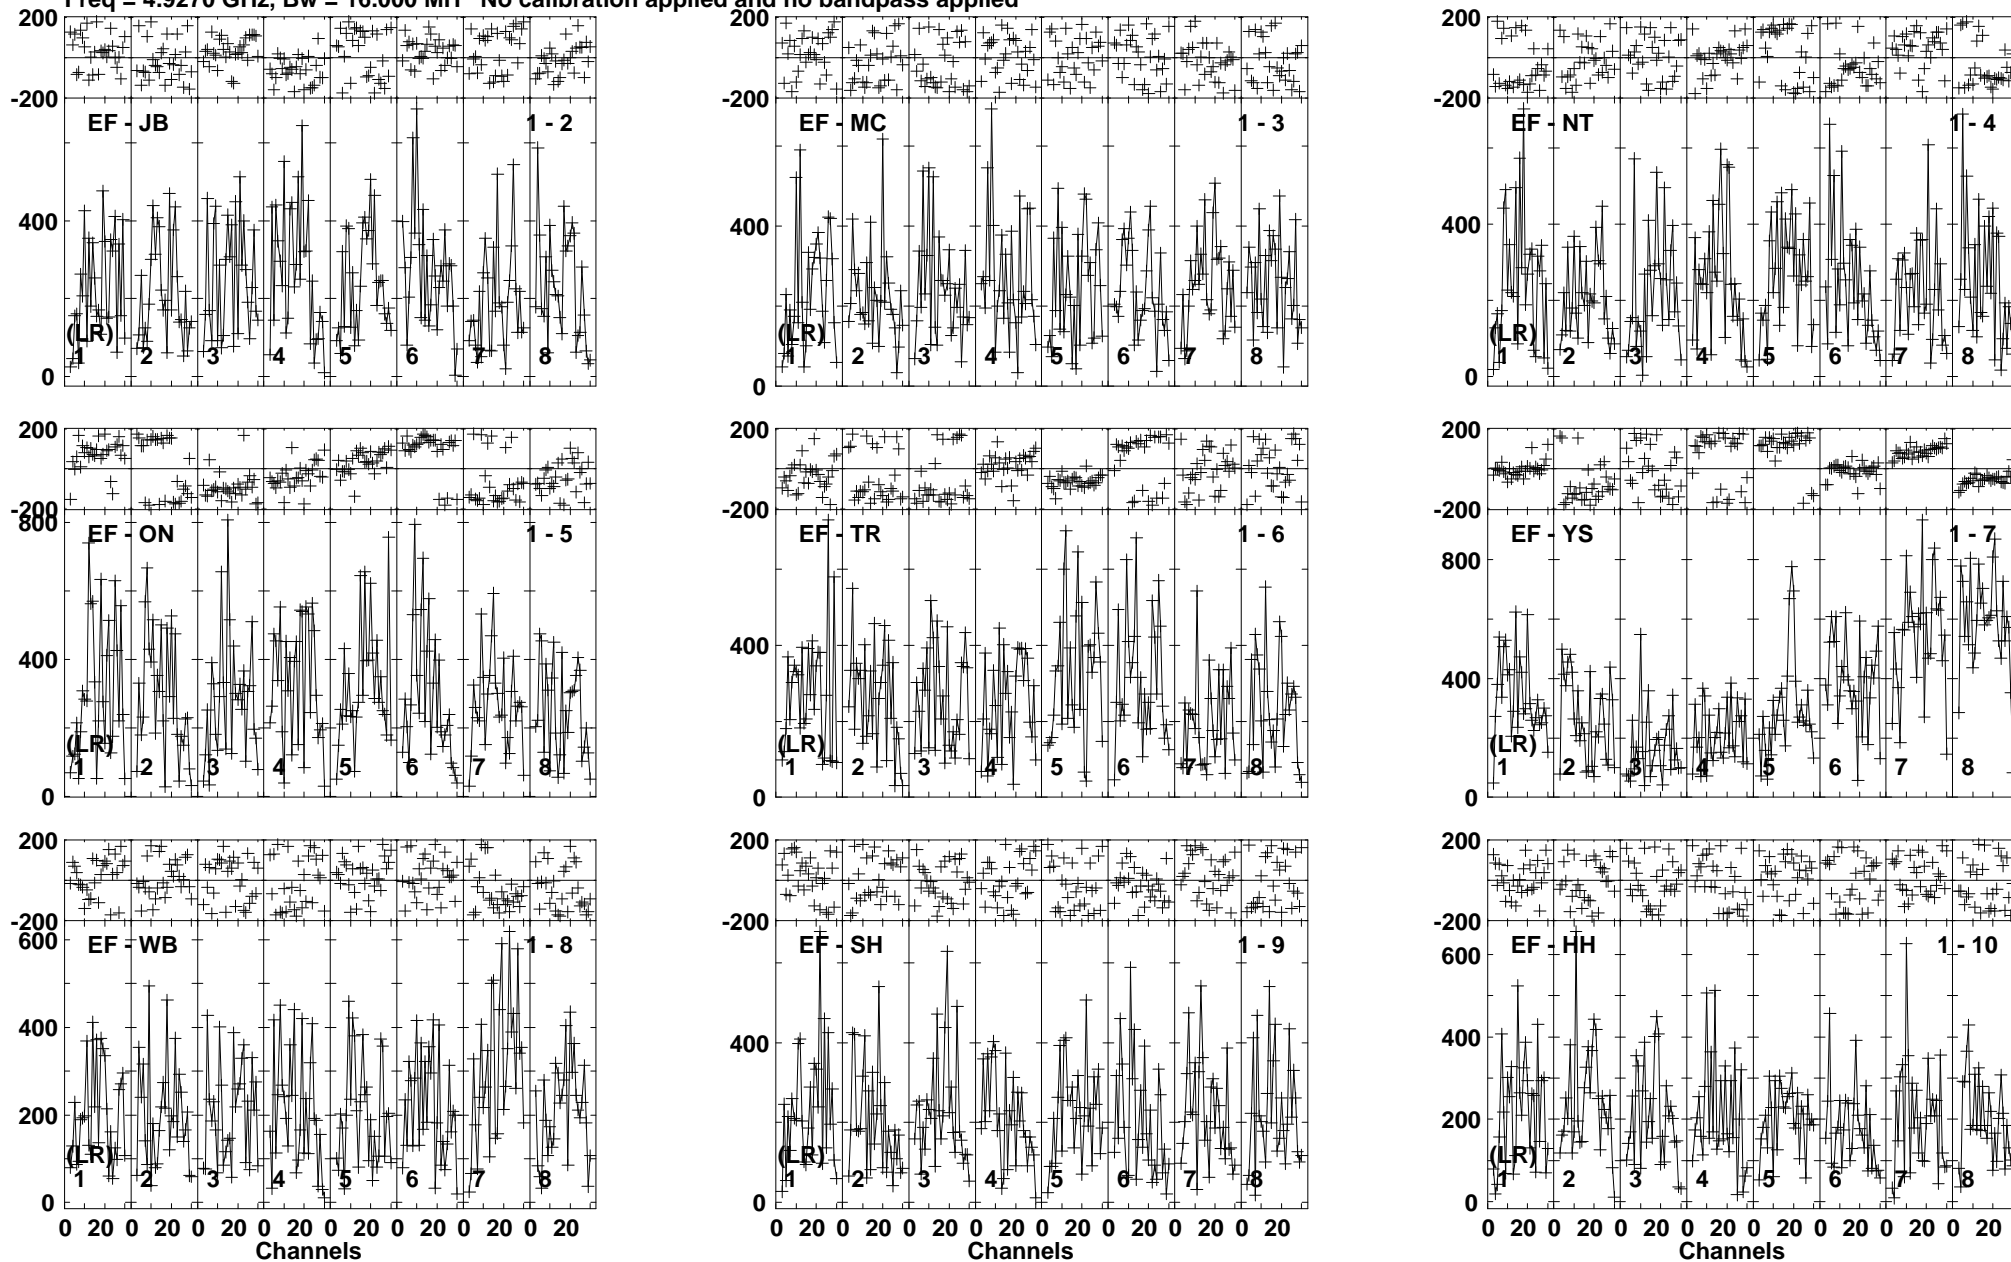 Freq = 4.9270 GHz, Bw = 16.000 MH No calibration applied and no bandpass applied
200 200 200
-200 -200 -200
EF - JB 1 - 2 EF - MC 1 - 3 EF - NT 1 - 4
400 400 400
(LR) (LR) (LR)
1 2 3 4 5 6 7 8 1 2 3 4 5 6 7 8 1 2 3 4 5 6 7 8
0 0 0
200 200 200
-200 -200 -200
800
EF - ON 1 - 5 EF - TR 1 - 6 EF - YS 1 - 7
800
400 400 400
(LR) (LR) (LR)
1 2 3 4 5 6 7 8 1 2 3 4 5 6 7 8 1 2 3 4 5 6 7 8
0 0 0
200 200 200
-200 -200 -200
600 EF - WB 1 - 8 EF - SH 1 - 9 EF - HH 1 - 10
600
400 400 400
200 200
(LR) (LR) (LR)
1 2 3 4 5 6 7 8 1 2 3 4 5 6 7 8 1 2 3 4 5 6 7 8
0 0 0
0 20 0 20 0 20 0 20 0 20 0 20 0 20 0 20 0 20 0 20 0 20 0 20 0 20 0 20 0 20 0 20 0 20 0 20 0 20 0 20 0 20 0 20 0 20 0 20
Channels Channels Channels